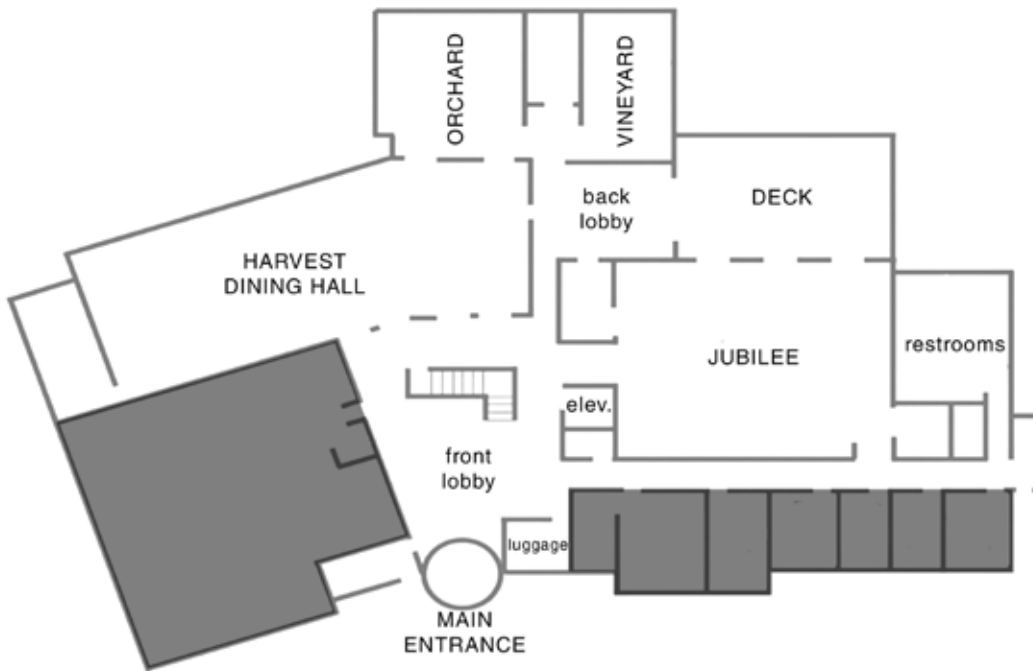 ORCHARD
VINEYARD
back
lobby
DECK
HARVEST
DINING HALL
JUBILEE
restrooms
elev.
front
lobby
luggage
MAIN
ENTRANCE